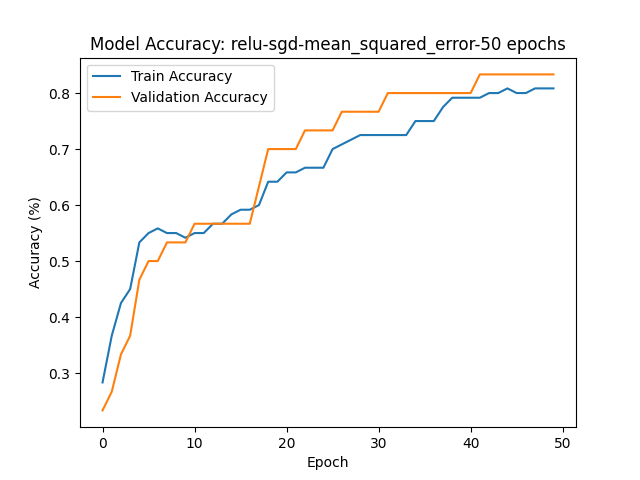 Model Accuracy: relu-sgd-mean_squared_error-50 epochs
Train Accuracy
Validation Accuracy
Accuracy (%)
0.8
0.7
0.6
0.5
0.4
0.3
0 10 20 30 40 50
Epoch